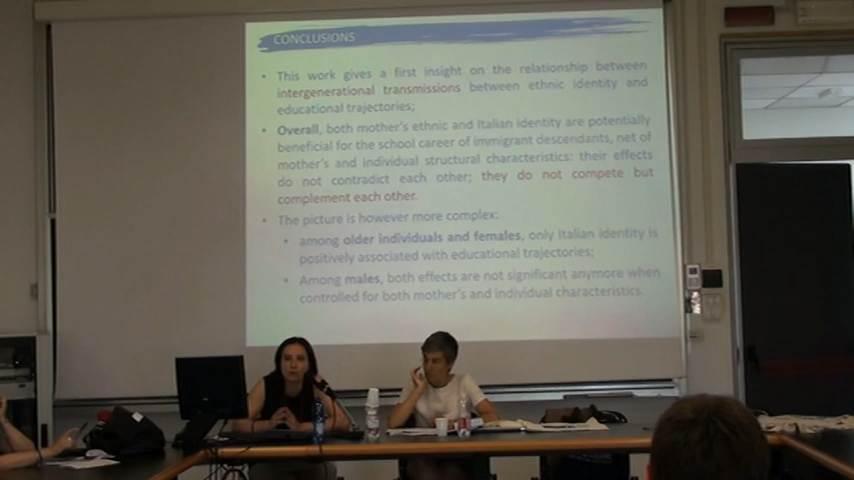 CONCLUSIONS
• This work gives a first insight on the relationship between
intergenerational transmissions between ethnic identity and
educational trajectories;
• Overall, both mother's ethnic and Italian identity are potentially
beneficial for the school career of immigrant descendants, net of
mother's and individual structural characteristics: their effects
do not contradict each other; they do not compete but
complement each other.
• The picture is however more complex:
• among older individuals and females, only Italian identity is
positively associated with educational trajectories;
• Among males, both effects are not significant anymore when
controlled for both mother's and individual characteristics.